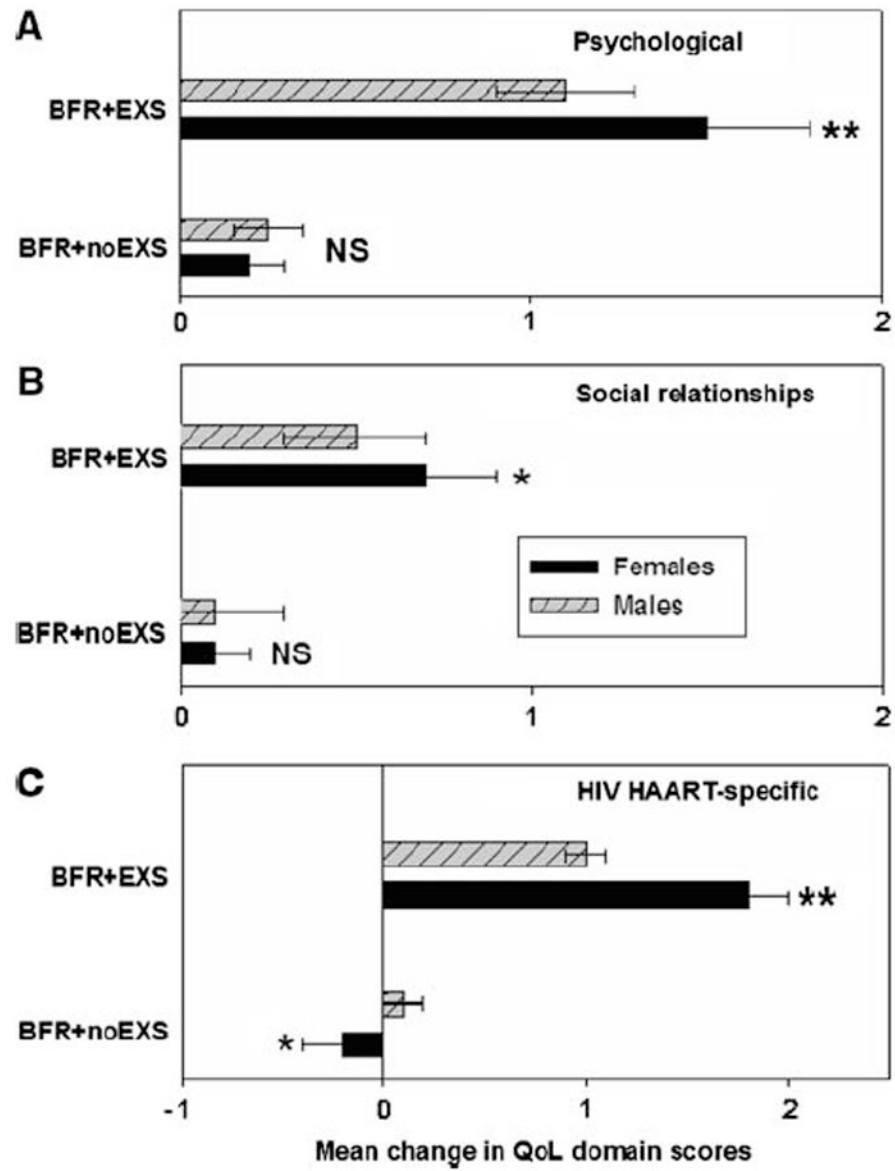 A
Psychological
BFR+EXS
**
BFR+noEXS
NS
0 1 2
B
Social relationships
BFR+EXS
*
Females
Males
BFR+noEXS
NS
0 1 2
C
HIV HAART-specific
BFR+EXS
**
BFR+noEXS
*
-1 0 1 2
Mean change in QoL domain scores